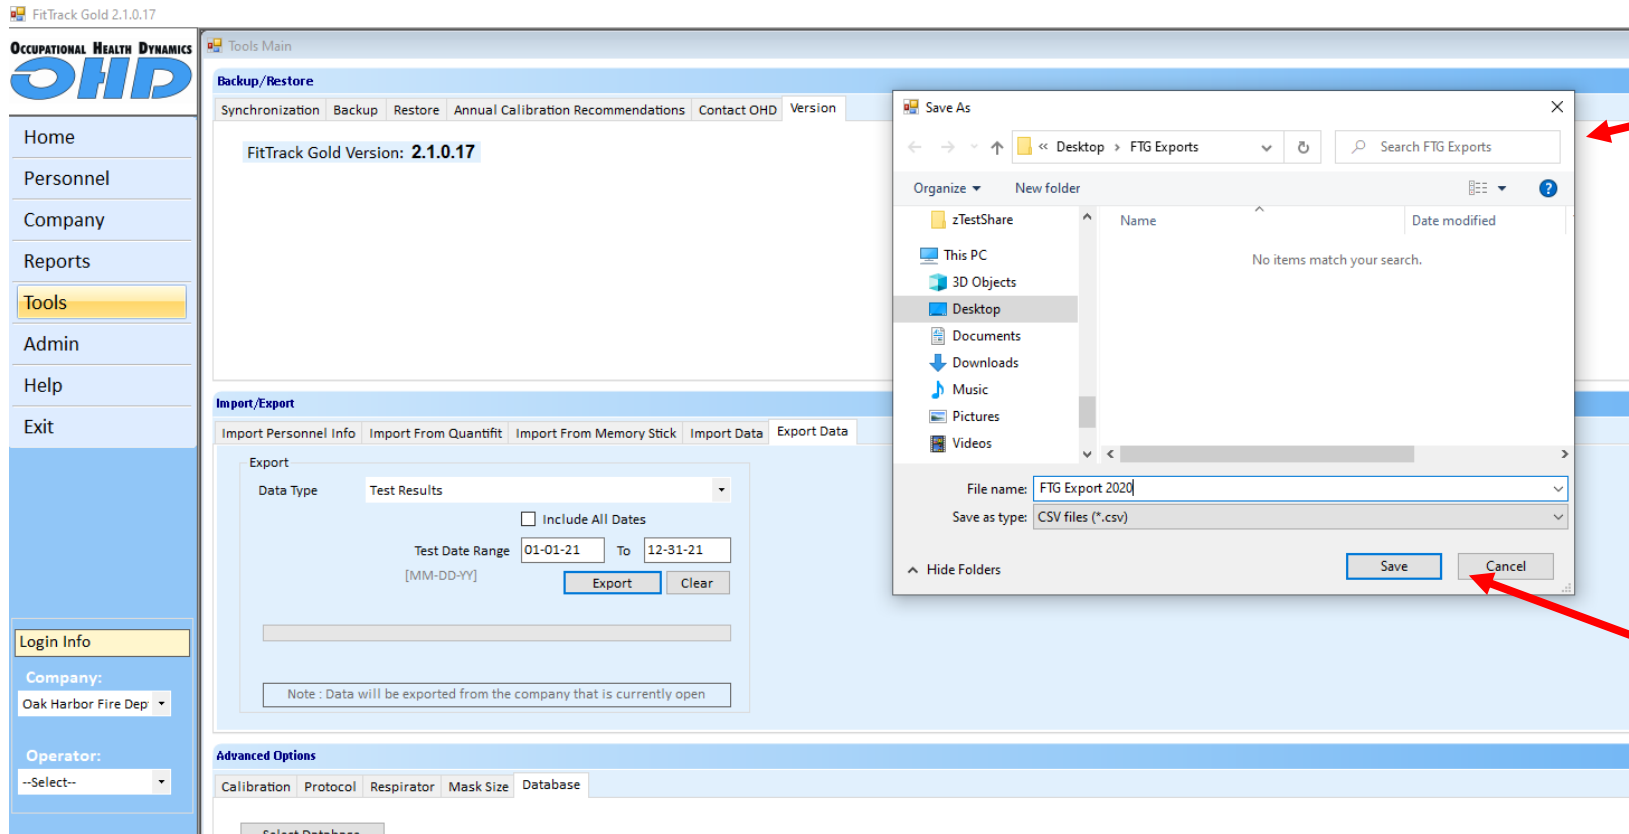 FitTrack Gold 2.1.0.17
OCCUPATIONAL HEALTH DYNAMICS
OHD
Home
Personnel
Company
Reports
Tools
Admin
Help
Exit
Login Info
Company:
Oak Harbor Fire Dep
Operator:
--Select--
Tools Main
Backup/Restore
Synchronization Backup Restore Annual Calibration Recommendations Contact OHD Version
FitTrack Gold Version: 2.1.0.17
Import/Export
Import Personnel Info Import From Quantifit Import From Memory Stick Import Data Export Data
Export
Data Type Test Results
Include All Dates
Test Date Range 01-01-21 To 12-31-21
[MM-DD-YY] Export Clear
Note : Data will be exported from the company that is currently open
Advanced Options
Calibration Protocol Respirator Mask Size Database
Select Database
Save As
« Desktop › FTG Exports Search FTG Exports
Organize New folder
zTestShare
This PC
3D Objects
Desktop
Documents
Downloads
Music
Pictures
Videos
Name Date modified
No items match your search.
File name: FTG Export 2020
Save as type: CSV files (*.csv)
Hide Folders Save Cancel